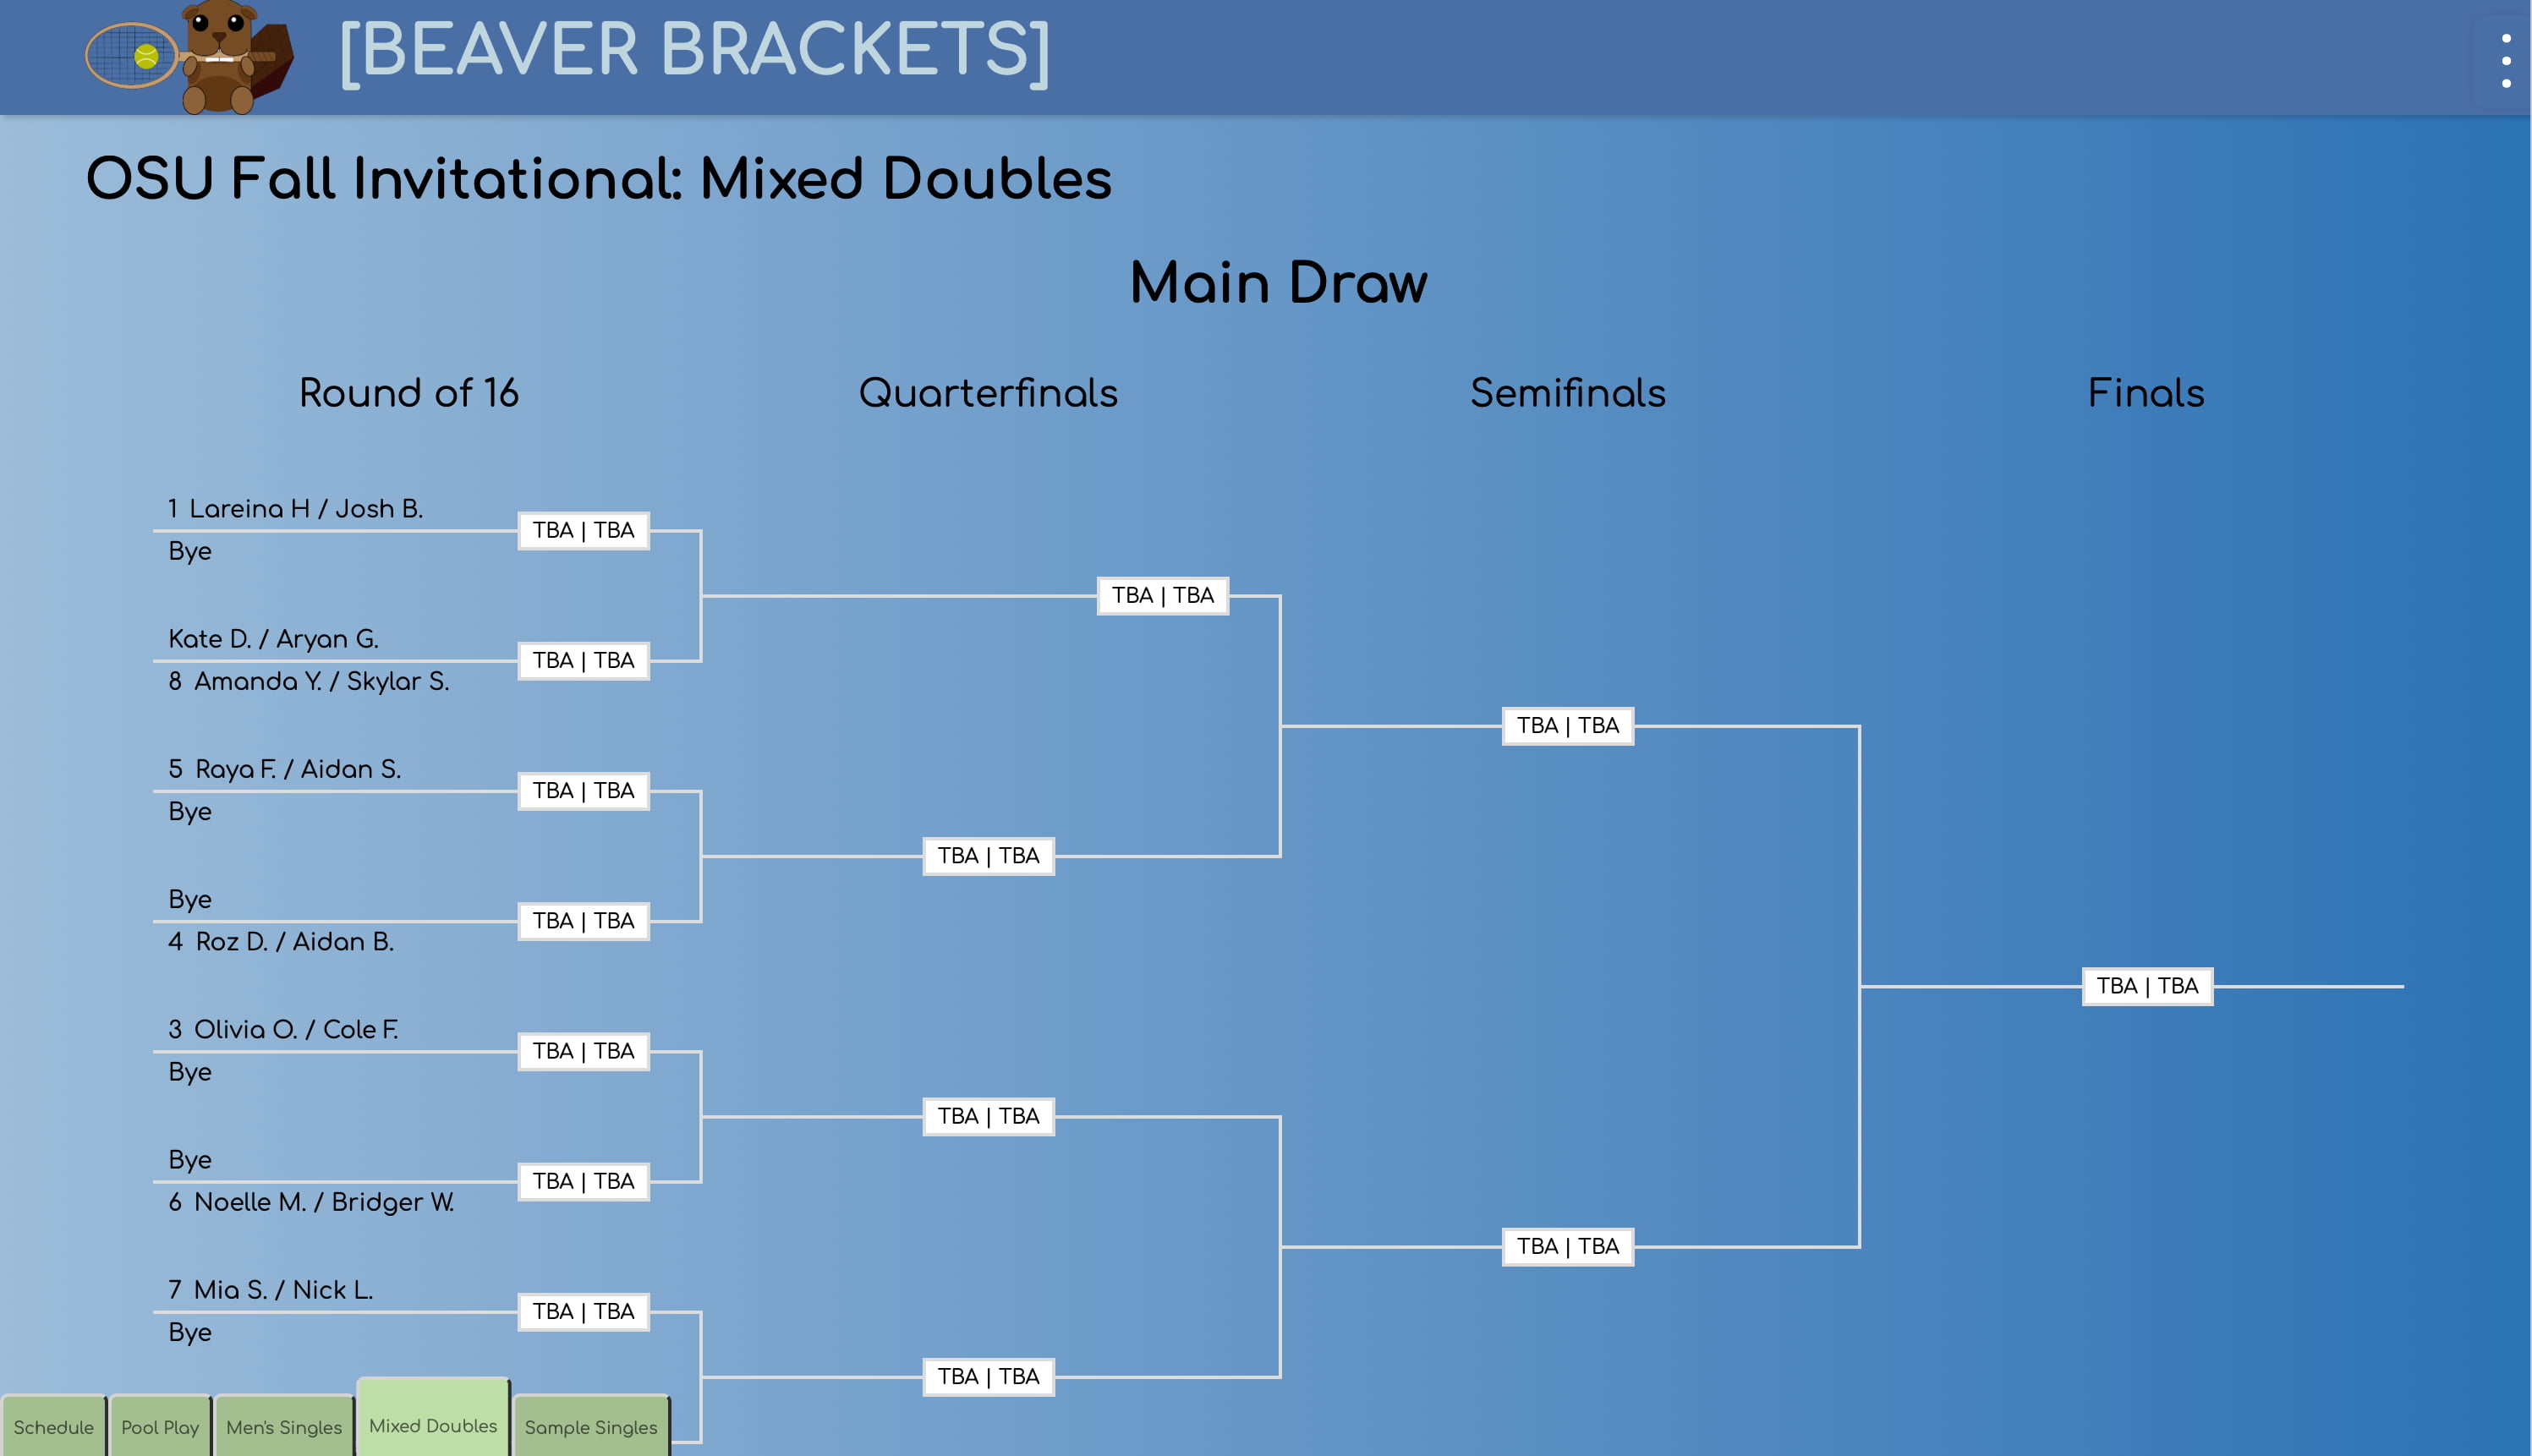 [BEAVER BRACKETS]
OSU Fall Invitational: Mixed Doubles
Main Draw
Round of 16
Quarterfinals
Semifinals
Finals
1 Lareina H / Josh B.
TBA | TBA
Bye
TBA | TBA
Kate D. / Aryan G.
TBA | TBA
8 Amanda Y. / Skylar S.
TBA | TBA
5 Raya F. / Aidan S.
TBA | TBA
Bye
TBA | TBA
Bye
TBA | TBA
4 Roz D. / Aidan B.
TBA | TBA
3 Olivia O. / Cole F.
TBA | TBA
Bye
TBA | TBA
Bye
TBA | TBA
6 Noelle M. / Bridger W.
TBA | TBA
7 Mia S. / Nick L.
TBA | TBA
Bye
TBA | TBA
Schedule
Pool Play
Men's Singles
Mixed Doubles
Sample Singles